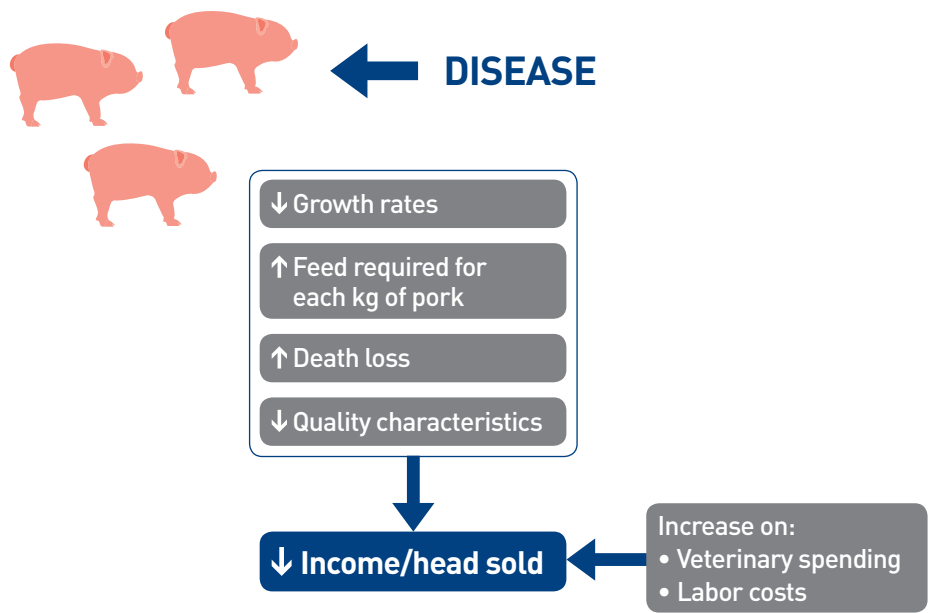 DISEASE
↓ Growth rates
↑ Feed required for
each kg of pork
↑ Death loss
↓ Quality characteristics
↓ Income/head sold
Increase on:
• Veterinary spending
• Labor costs